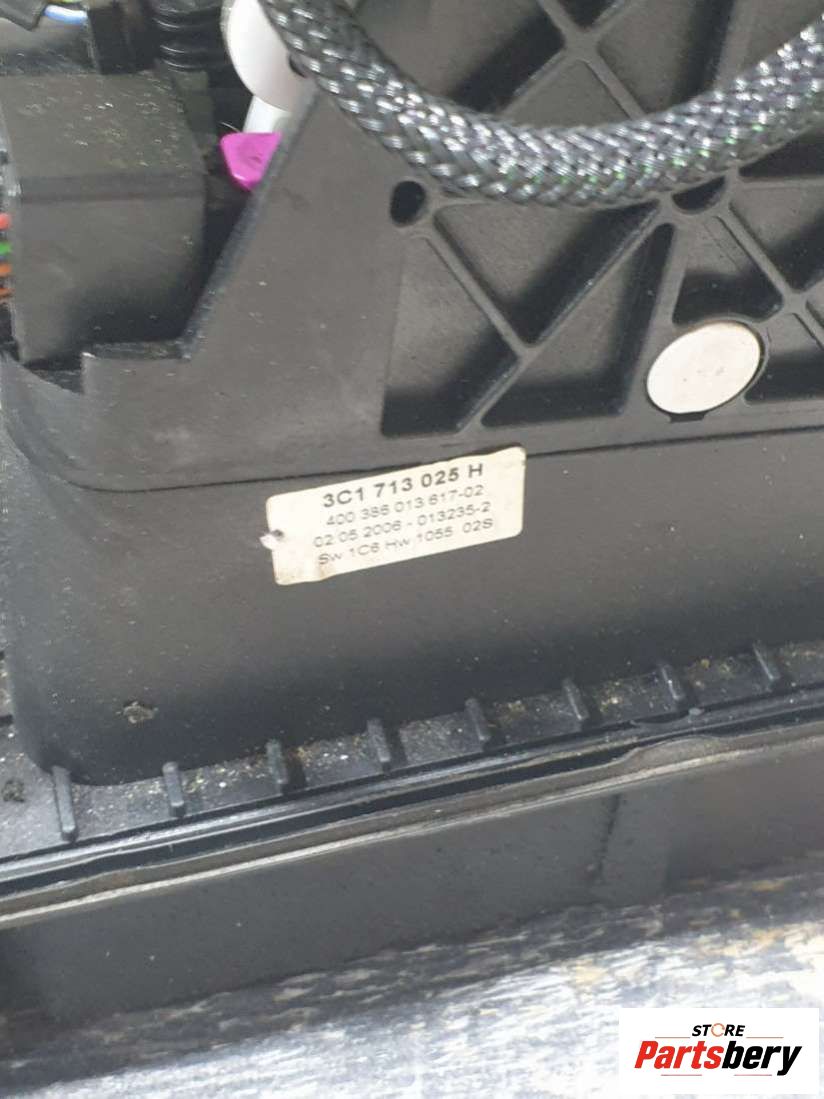 3C1 713 025 H
400 386 013 617-02
02 05 2006 - 013235-2
Sw 1C6 Hw 1055 02S
STORE
Partsbery